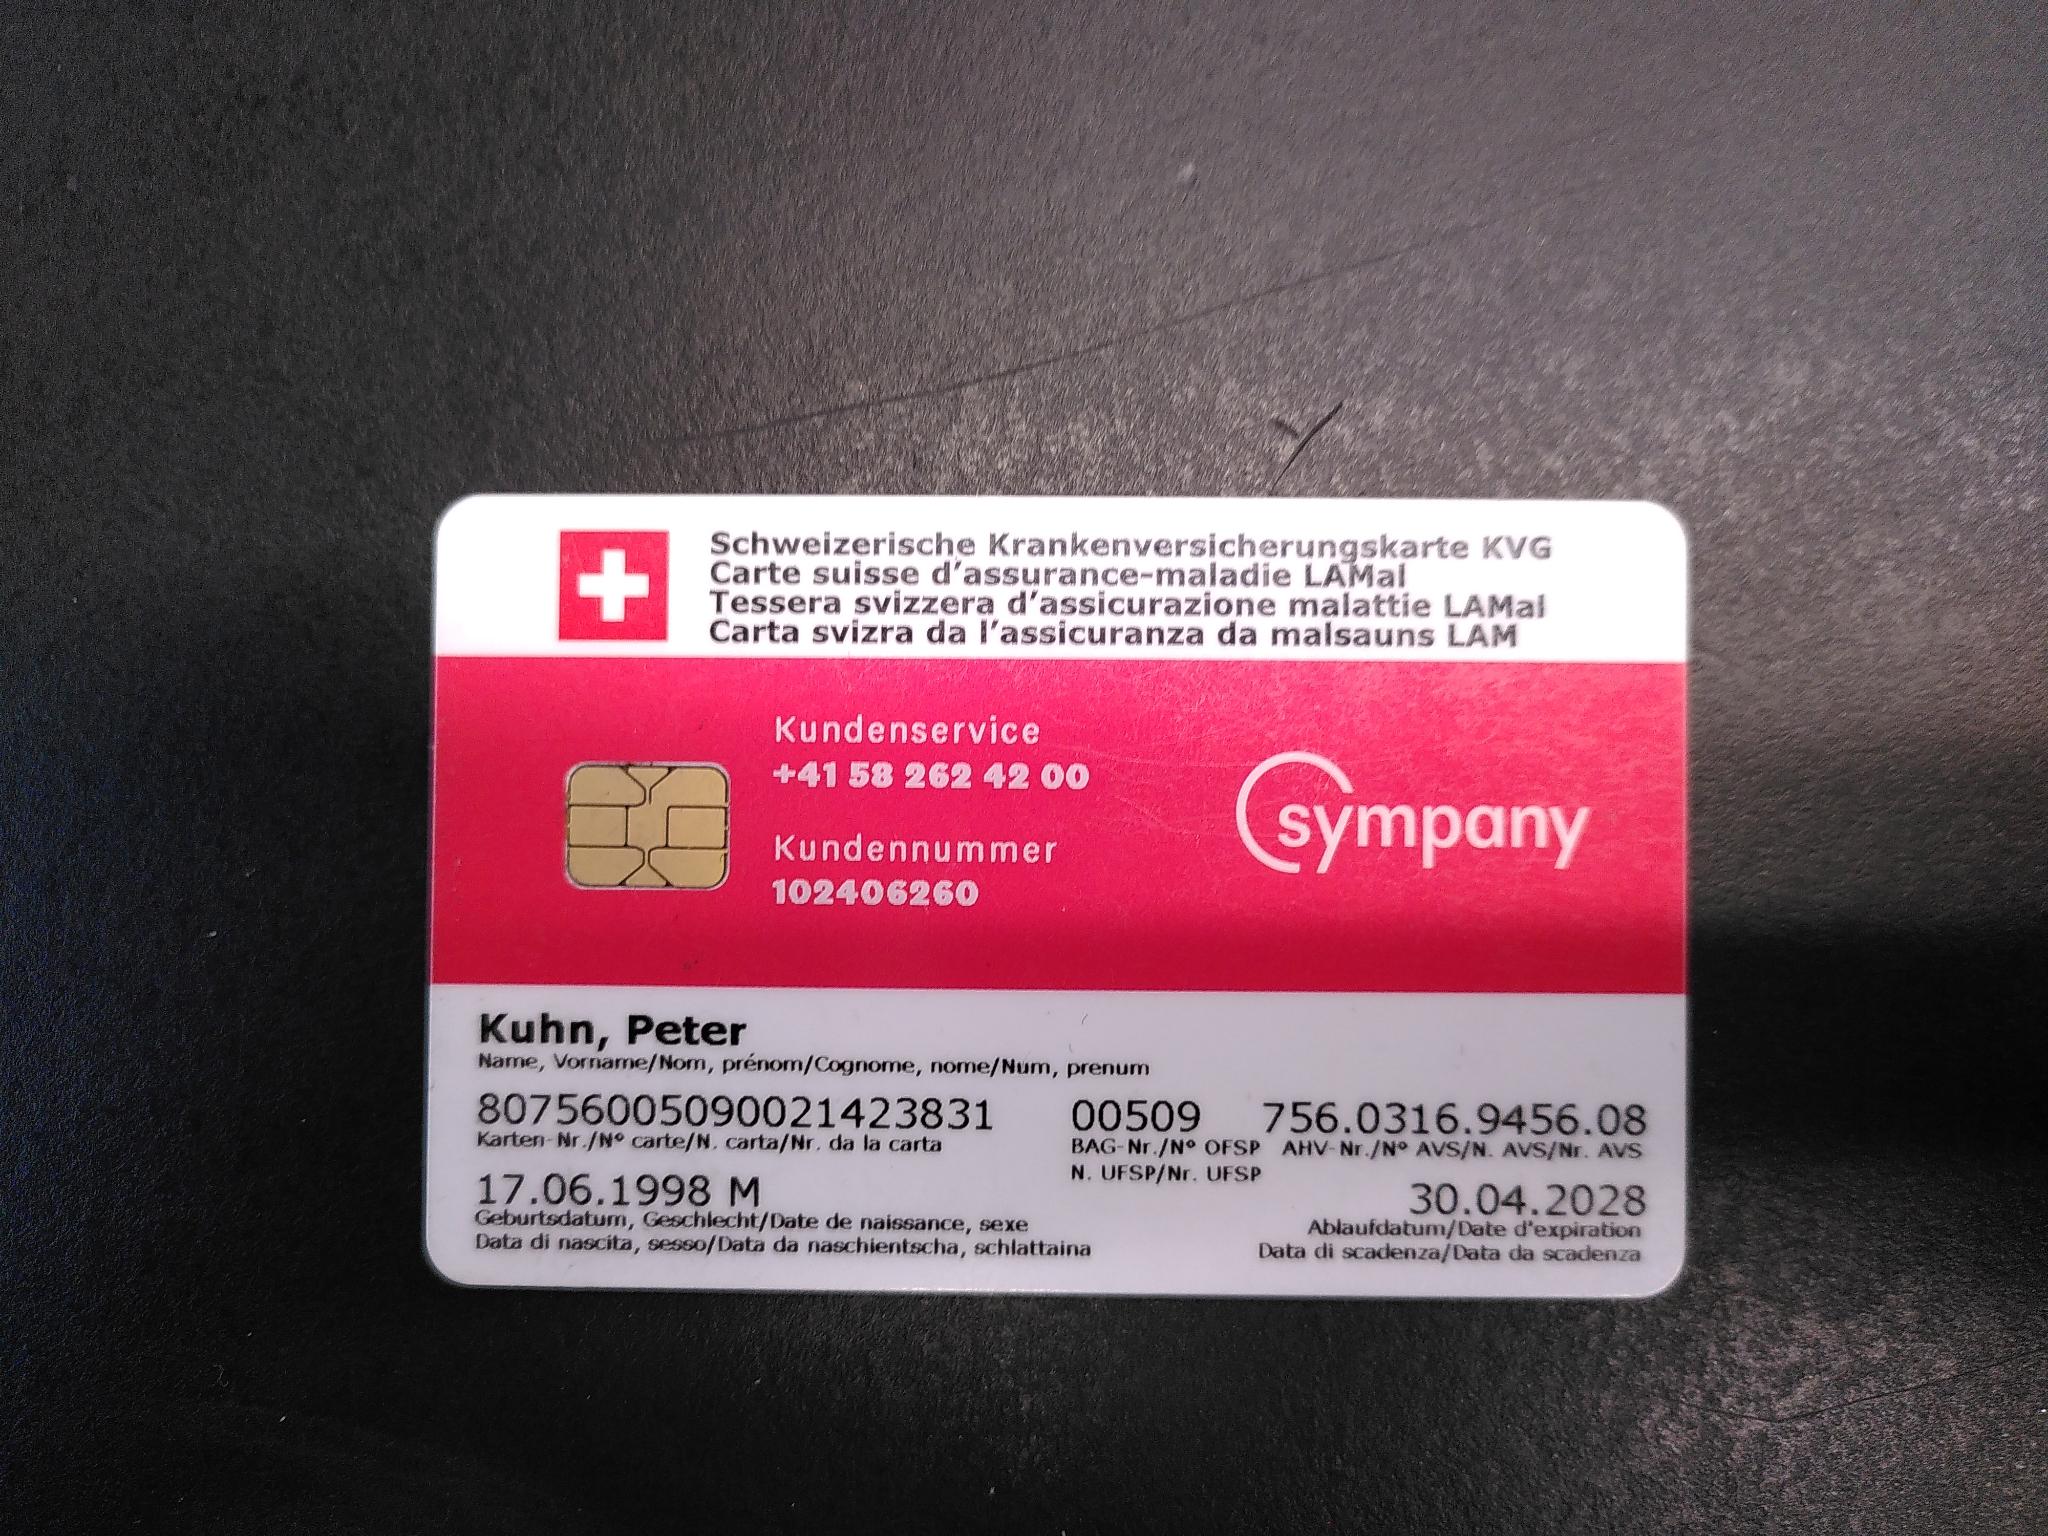 Schweizerische Krankenversicherungskarte KVG
Carte suisse d'assurance-maladie LAMal
Tessera svizzera d'assicurazione malattie LAMal
Carta svizra da l'assicuranza da malsauns LAM
Kundenservice
+41 58 262 42 00
Kundennummer
102406260
sympany
Kuhn, Peter
Name, Vorname/Nom, prénom/Cognome, nome/Num, prenum
80756005090021423831 00509 756.0316.9456.08
Karten-Nr./N° carte/N. carta/Nr. da la carta BAG-Nr./N° OFSP AHV-Nr./N° AVS/N. AVS/Nr. AVS
N. UFSP/Nr. UFSP
17.06.1998 M 30.04.2028
Geburtsdatum, Geschlecht/Date de naissance, sexe Ablaufdatum/Date d'expiration
Data di nascita, sesso/Data da naschientscha, schlattaina Data di scadenza/Data da scadenza